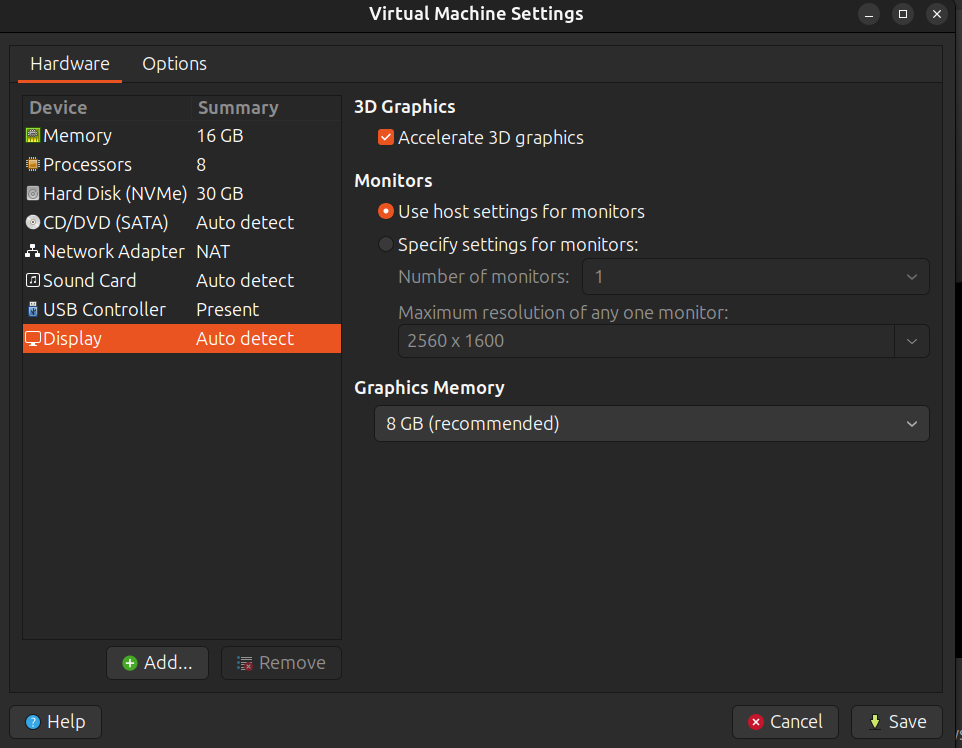 Virtual Machine Settings
Hardware Options
Device Summary
Memory 16 GB
Processors 8
Hard Disk (NVMe) 30 GB
CD/DVD (SATA) Auto detect
Network Adapter NAT
Sound Card Auto detect
USB Controller Present
Display Auto detect
Add...
Remove
3D Graphics
Accelerate 3D graphics
Monitors
Use host settings for monitors
Specify settings for monitors:
Number of monitors: 1
Maximum resolution of any one monitor:
2560 x 1600
Graphics Memory
8 GB (recommended)
Help
Cancel
Save